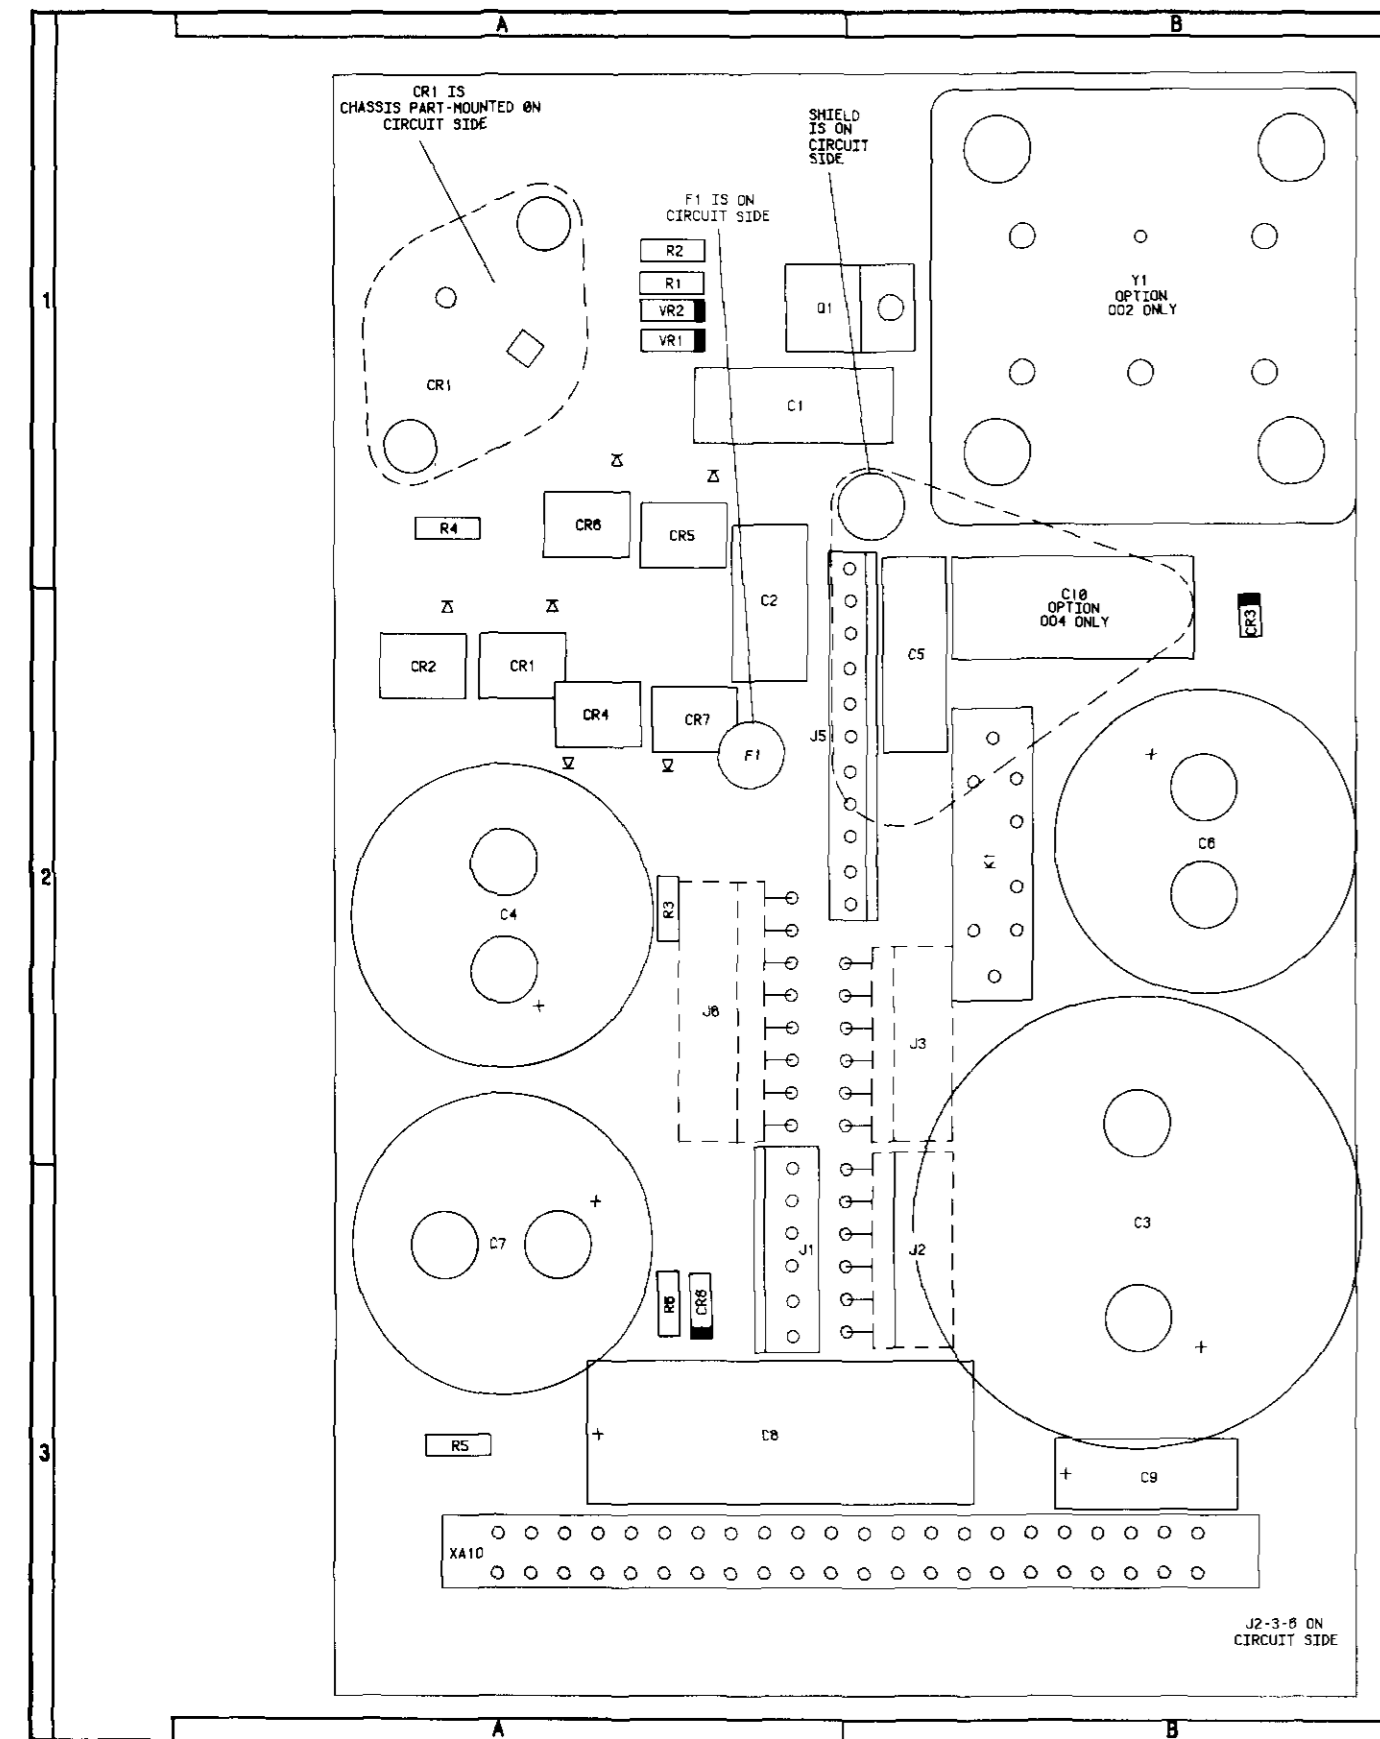 A
B
CR1 IS
CHASSIS PART-MOUNTED ON
CIRCUIT SIDE
SHIELD
IS ON
CIRCUIT
SIDE
F1 IS ON
CIRCUIT SIDE
R2
R1
VR2
VR1
Q1
Y1
OPTION
002 ONLY
1
CR1
C1
R4
CR6
CR5
C2
C10
OPTION
004 ONLY
CR3
CR2
CR1
C5
CR4
CR7
J5
F1
+
C6
K1
2
C4
R3
+
J6
J3
+
C7
J1
J2
C3
R6
CR8
+
3
R5
+
C8
+
C9
XA10
J2-3-6 ON
CIRCUIT SIDE
A
B